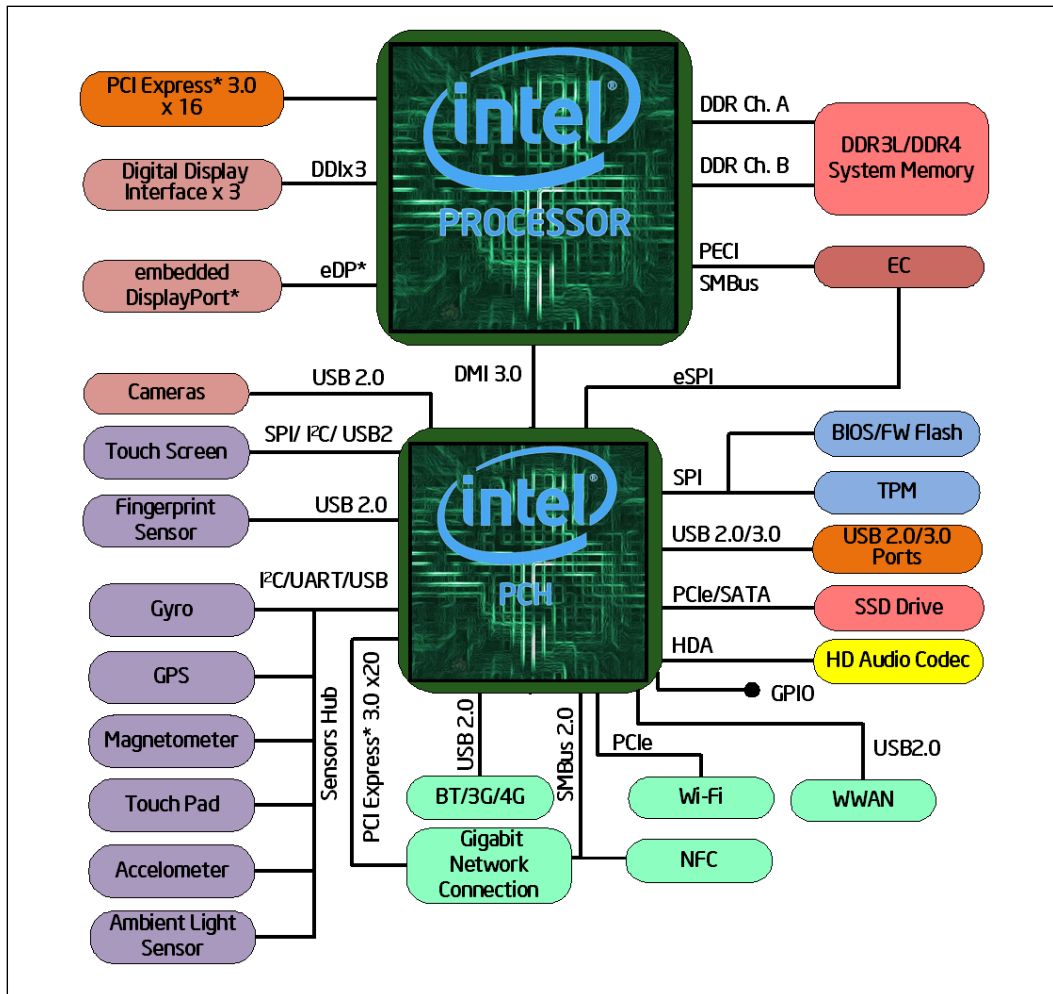 intel®
PROCESSOR
PCI Express* 3.0
x 16
Digital Display
Interface x 3
DDIx3
embedded
DisplayPort*
eDP*
DDR Ch. A
DDR Ch. B
DDR3L/DDR4
System Memory
PECI
SMBus
EC
DMI 3.0
eSPI
Cameras
USB 2.0
Touch Screen
SPI/ I²C/ USB2
Fingerprint
Sensor
USB 2.0
intel®
PCH
SPI
BIOS/FW Flash
TPM
USB 2.0/3.0
USB 2.0/3.0
Ports
PCIe/SATA
SSD Drive
HDA
HD Audio Codec
GPIO
I²C/UART/USB
Gyro
GPS
Magnetometer
Touch Pad
Accelometer
Ambient Light
Sensor
Sensors Hub
PCI Express* 3.0 x20
USB 2.0
SMBus 2.0
PCIe
USB2.0
BT/3G/4G
Wi-Fi
WWAN
Gigabit
Network
Connection
NFC